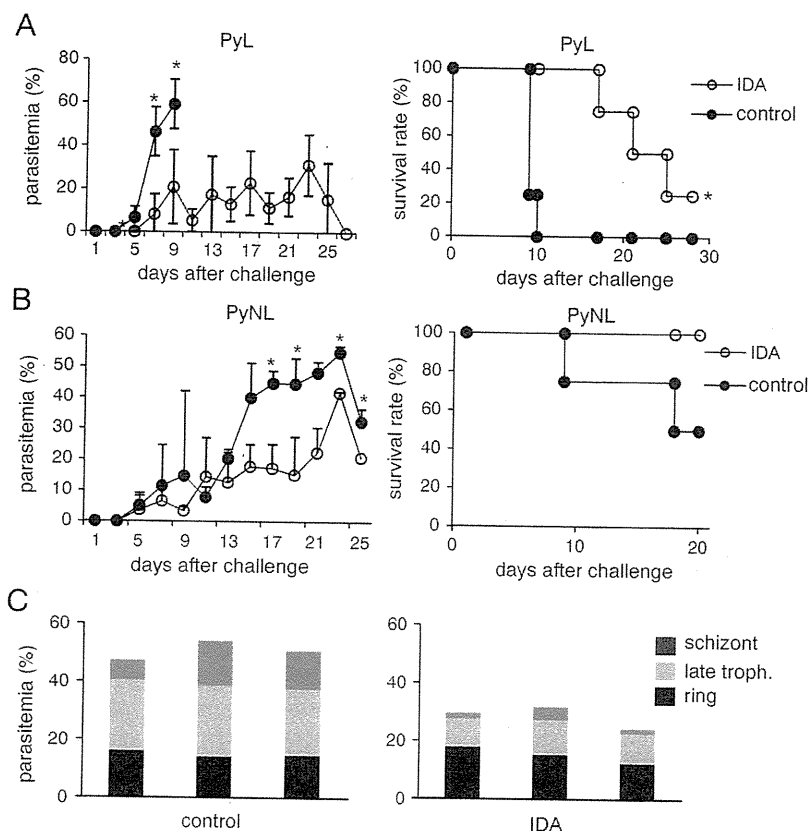 A
PyL
parasitemia (%)
80
60
40
20
0
1 5 9 13 17 21 25
days after challenge
* * *
PyL
survival rate (%)
100
80
60
40
20
0
0 10 20 30
days after challenge
IDA
control
*
B
PyNL
parasitemia (%)
60
50
40
30
20
10
0
1 5 9 13 17 21 25
days after challenge
* * * *
PyNL
survival rate (%)
100
80
60
40
20
0
0 10 20
days after challenge
IDA
control
C
parasitemia (%)
60
40
20
0
control
60
40
20
0
IDA
schizont
late troph.
ring